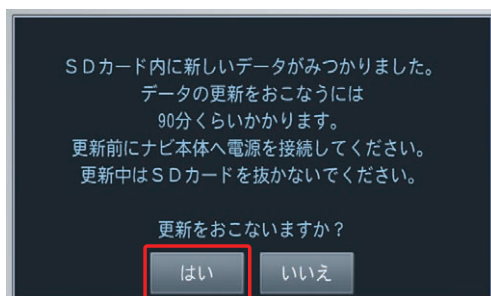 ＳＤカード内に新しいデータがみつかりました。
データの更新をおこなうには
90分くらいかかります。
更新前にナビ本体へ電源を接続してください。
更新中はＳＤカードを抜かないでください。
更新をおこないますか？
はい
いいえ